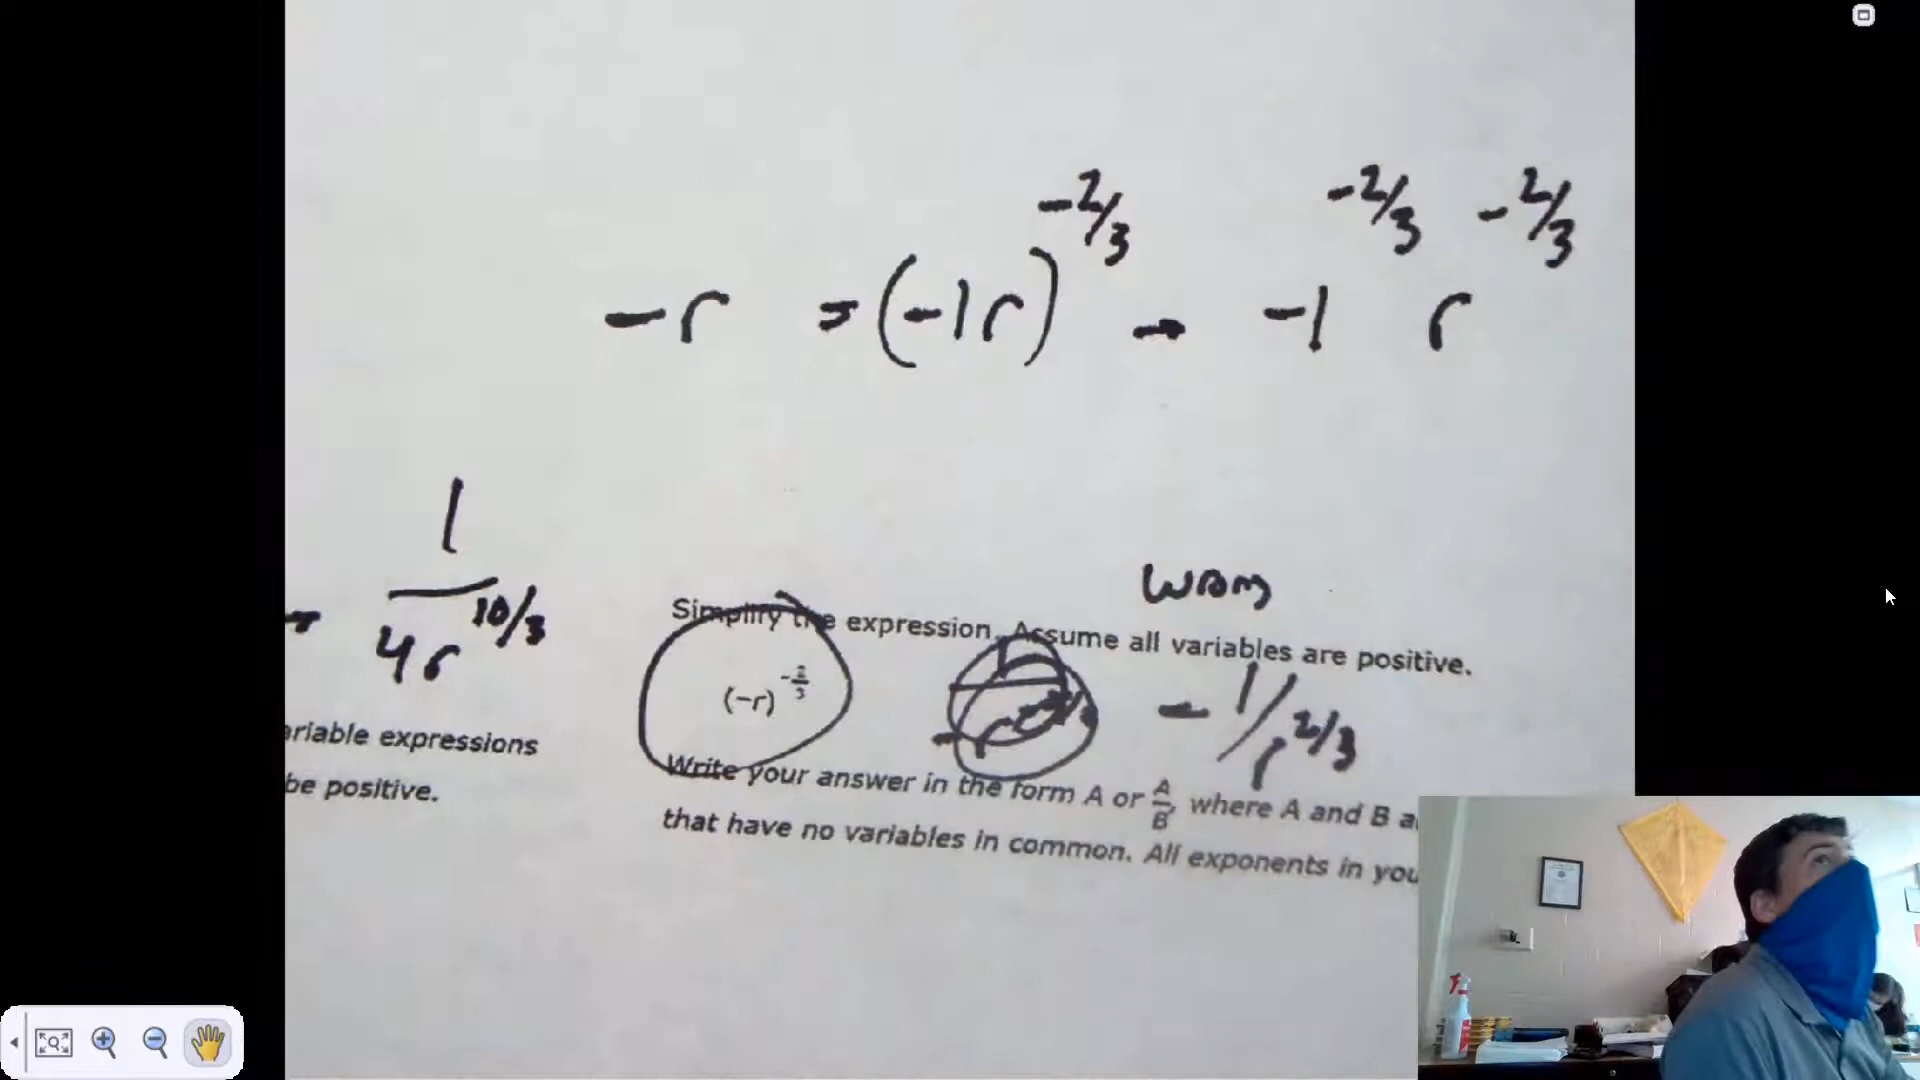 -2/3 -2/3 -2/3
-r = (-1r) → -1 r
1
= 4r 10/3
wrong
Simplify the expression. Assume all variables are positive.
(-r)^-2/3
- 1/r 2/3
ariable expressions
be positive.
Write your answer in the form A or A/B, where A and B a
that have no variables in common. All exponents in you